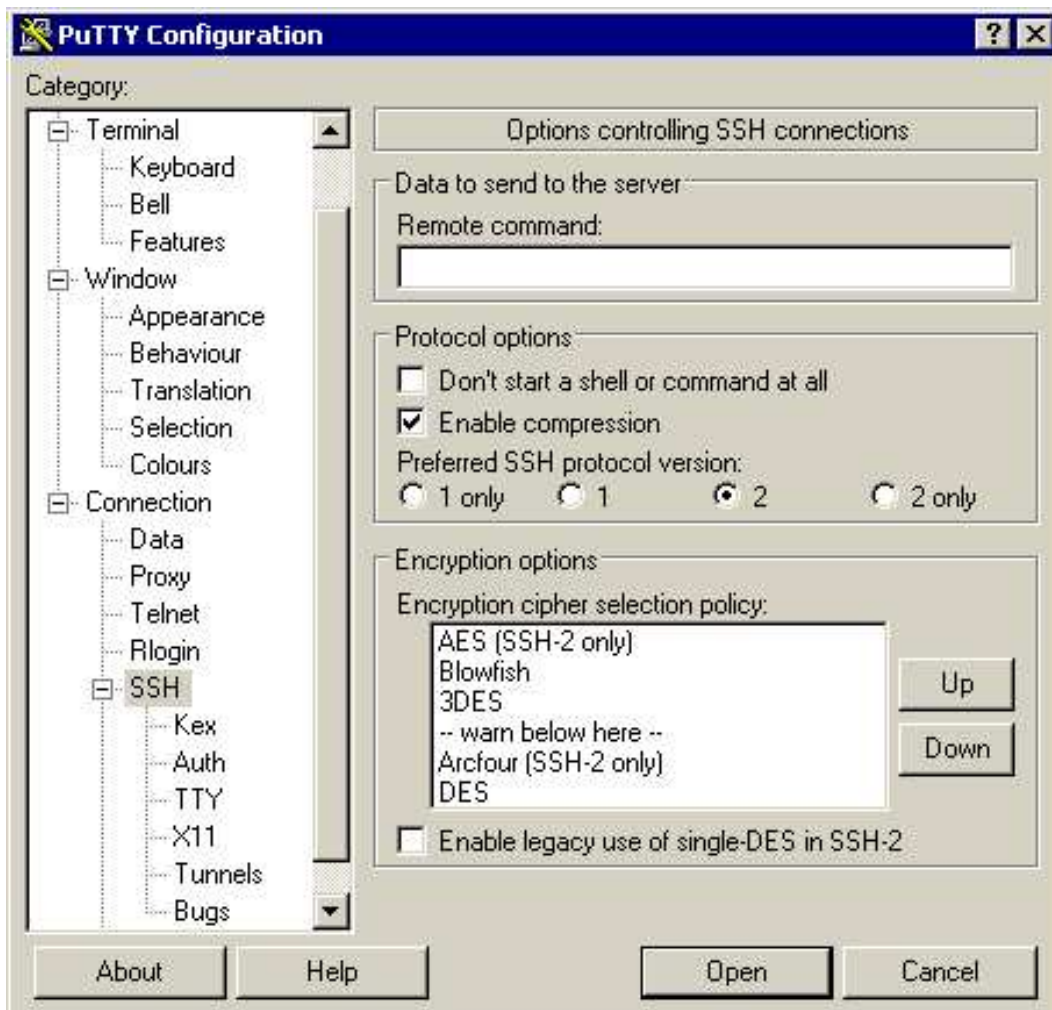 PuTTY Configuration
Category:
Terminal
Keyboard
Bell
Features
Window
Appearance
Behaviour
Translation
Selection
Colours
Connection
Data
Proxy
Telnet
Rlogin
SSH
Kex
Auth
TTY
X11
Tunnels
Bugs
Options controlling SSH connections
Data to send to the server
Remote command:
Protocol options
Don't start a shell or command at all
Enable compression
Preferred SSH protocol version:
1 only 1 2 2 only
Encryption options
Encryption cipher selection policy:
AES (SSH-2 only)
Blowfish
3DES
-- warn below here --
Arcfour (SSH-2 only)
DES
Up
Down
Enable legacy use of single-DES in SSH-2
About Help Open Cancel